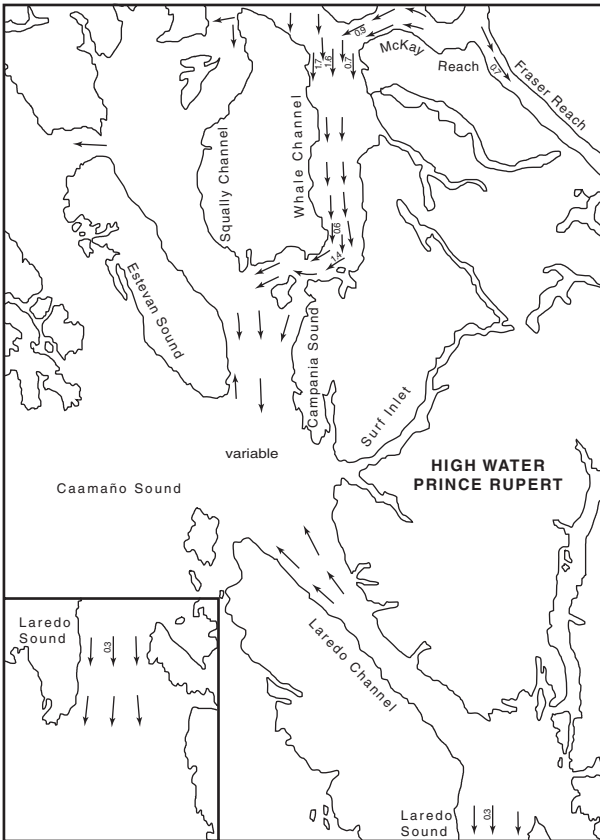 0.9
McKay
Reach
1.7
1.6
0.7
0.7
Fraser Reach
Squally Channel
Whale Channel
0.6
1.4
Estevan Sound
Campania Sound
Surf Inlet
variable
HIGH WATER
PRINCE RUPERT
Caamaño Sound
Laredo
Sound
0.3
Laredo Channel
Laredo
Sound
0.3